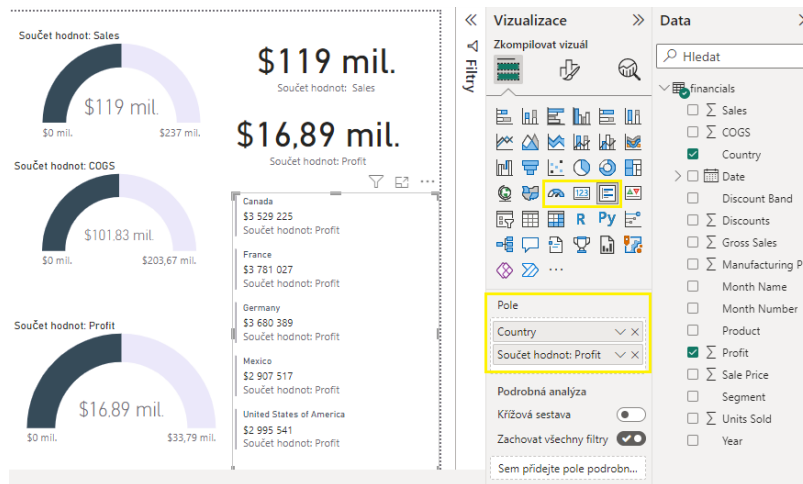 Součet hodnot: Sales
$119 mil.
$0 mil.
$237 mil.
Součet hodnot: COGS
$101,83 mil.
$0 mil.
$203,67 mil.
Součet hodnot: Profit
$16,89 mil.
$0 mil.
$33,79 mil.
$119 mil.
Součet hodnot: Sales
$16,89 mil.
Součet hodnot: Profit
Canada
$3 529 225
Součet hodnot: Profit
France
$3 781 027
Součet hodnot: Profit
Germany
$3 680 389
Součet hodnot: Profit
Mexico
$2 907 517
Součet hodnot: Profit
United States of America
$2 995 541
Součet hodnot: Profit
Filtry
Vizualizace
Zkompilovat vizuál
123
R
Py
Pole
Country
Součet hodnot: Profit
Podrobná analýza
Křížová sestava
Zachovat všechny filtry
Sem přidejte pole podrobn...
Data
Hledat
financials
Sales
COGS
Country
Date
Discount Band
Discounts
Gross Sales
Manufacturing P
Month Name
Month Number
Product
Profit
Sale Price
Segment
Units Sold
Year